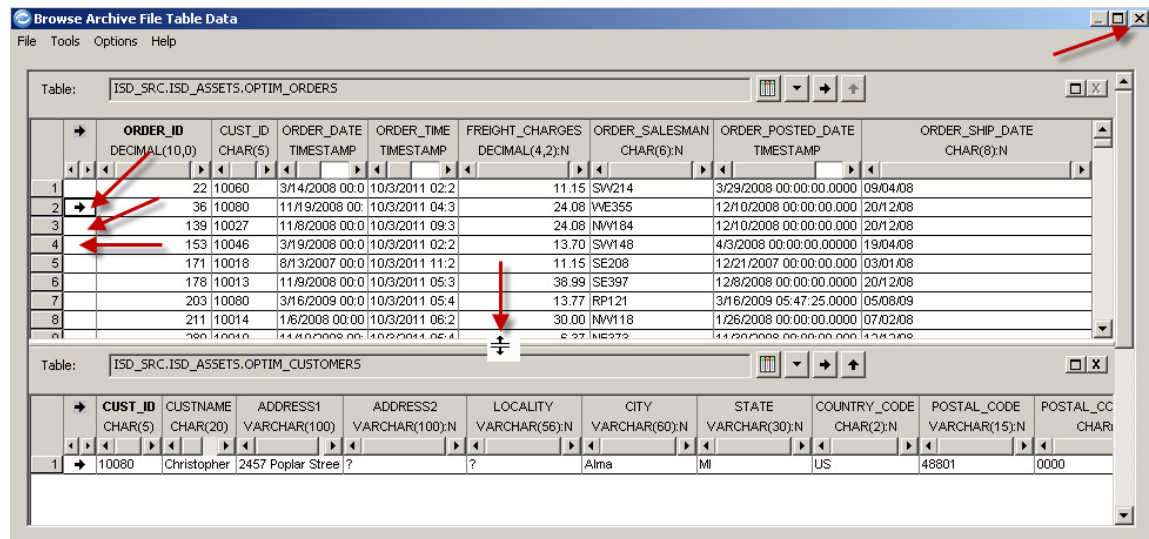 Browse Archive File Table Data
File Tools Options Help
Table: ISD_SRC.ISD_ASSETS.OPTIM_ORDERS
ORDER_ID CUST_ID ORDER_DATE ORDER_TIME FREIGHT_CHARGES ORDER_SALESMAN ORDER_POSTED_DATE ORDER_SHIP_DATE
DECIMAL(10,0) CHAR(5) TIMESTAMP TIMESTAMP DECIMAL(4,2):N CHAR(6):N TIMESTAMP CHAR(8):N
1 22 10060 3/14/2008 00:0 10/3/2011 02:2 11.15 SW214 3/29/2008 00:00:00.0000 09/04/08
2 36 10080 11/19/2008 00: 10/3/2011 04:3 24.08 WE355 12/10/2008 00:00:00.000 20/12/08
3 139 10027 11/8/2008 00:0 10/3/2011 09:3 24.08 NW184 12/10/2008 00:00:00.000 20/12/08
4 153 10046 3/19/2008 00:0 10/3/2011 02:2 13.70 SW148 4/3/2008 00:00:00.00000 19/04/08
5 171 10018 8/13/2007 00:0 10/3/2011 11:2 11.15 SE208 12/21/2007 00:00:00.000 03/01/08
6 178 10013 11/9/2008 00:0 10/3/2011 05:3 38.99 SE397 12/8/2008 00:00:00.0000 20/12/08
7 203 10080 3/16/2009 00:0 10/3/2011 05:4 13.77 RP121 3/16/2009 05:47:25.0000 05/08/09
8 211 10014 1/6/2008 00:00 10/3/2011 06:2 30.00 NW118 1/26/2008 00:00:00.0000 07/02/08
Table: ISD_SRC.ISD_ASSETS.OPTIM_CUSTOMERS
CUST_ID CUSTNAME ADDRESS1 ADDRESS2 LOCALITY CITY STATE COUNTRY_CODE POSTAL_CODE POSTAL_CC
CHAR(5) CHAR(20) VARCHAR(100) VARCHAR(100):N VARCHAR(56):N VARCHAR(60):N VARCHAR(30):N CHAR(2):N VARCHAR(15):N CHAR
1 10080 Christopher 2457 Poplar Stree ? ? Alma MI US 48801 0000